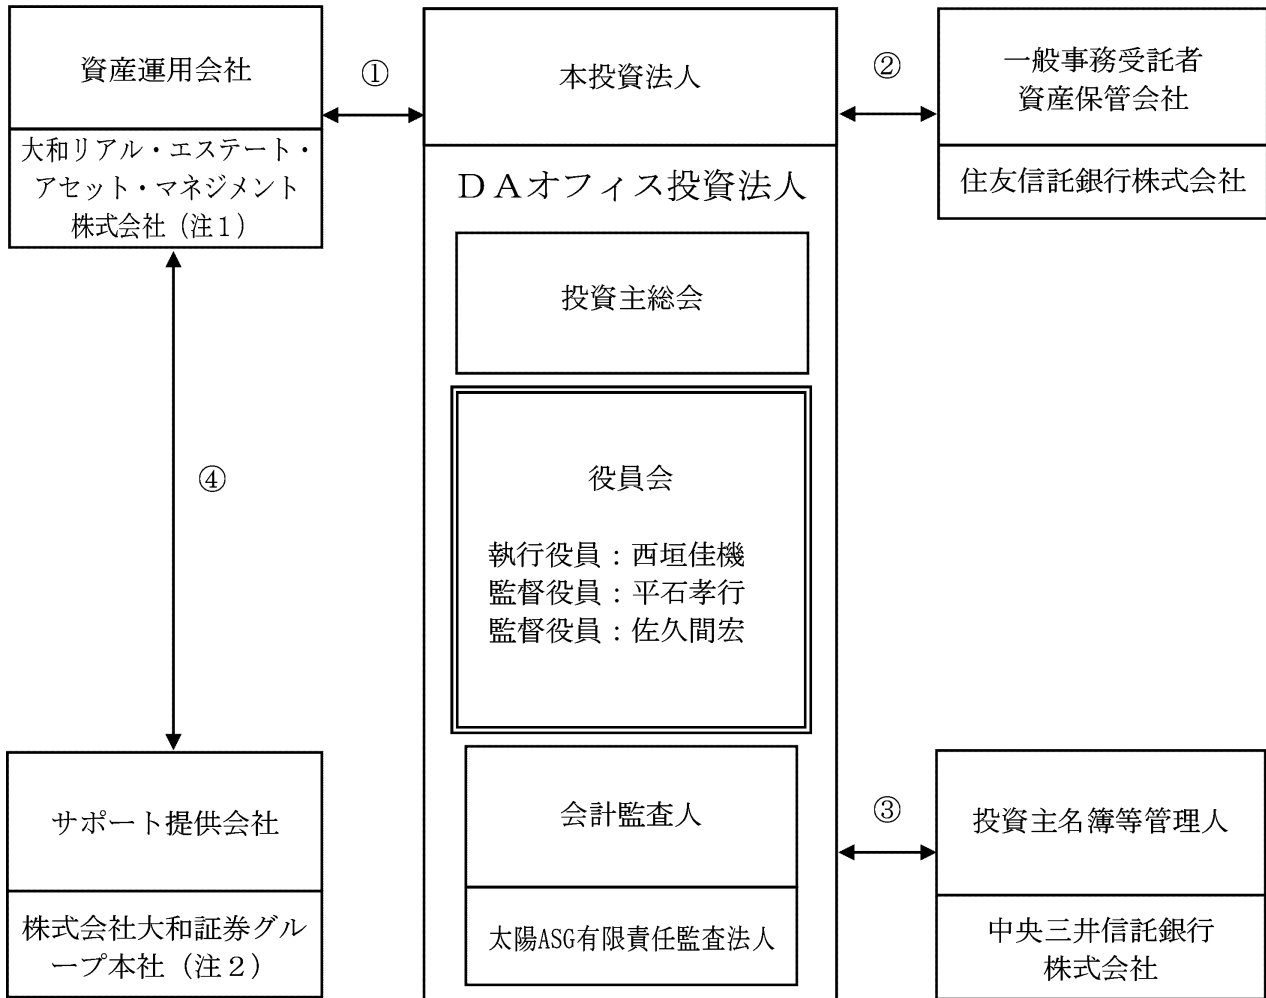 資産運用会社
大和リアル・エステート・
アセット・マネジメント
株式会社（注１）
①
本投資法人
ＤＡオフィス投資法人
投資主総会
役員会
執行役員：西垣佳機
監督役員：平石孝行
監督役員：佐久間宏
会計監査人
太陽ASG有限責任監査法人
②
一般事務受託者
資産保管会社
住友信託銀行株式会社
④
サポート提供会社
株式会社大和証券グル
ープ本社（注２）
③
投資主名簿等管理人
中央三井信託銀行
株式会社